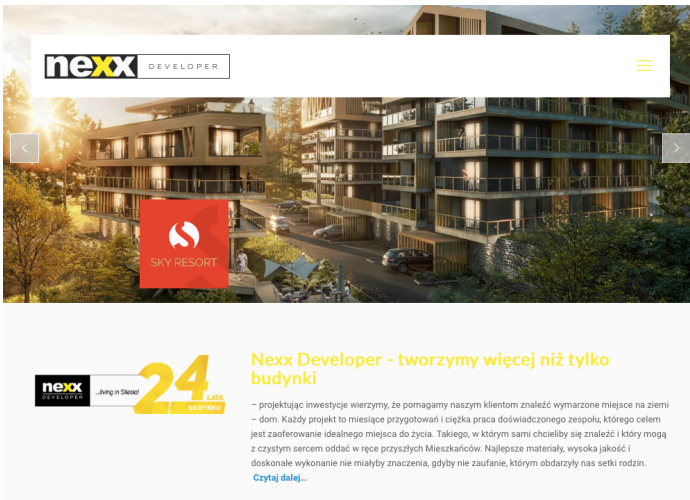 nexx DEVELOPER
SKY RESORT
Nexx Developer - tworzymy więcej niż tylko
budynki
nexx
DEVELOPER
...living in Silesia!
24
LATA
NA RYNKU
– projektując inwestycje wierzymy, że pomagamy naszym klientom znaleźć wymarzone miejsce na ziemi
– dom. Każdy projekt to miesiące przygotowań i ciężka praca doświadczonego zespołu, którego celem
jest zaoferowanie idealnego miejsca do życia. Takiego, w którym sami chcieliby się znaleźć i który mogą
z czystym sercem oddać w ręce przyszłych Mieszkańców. Najlepsze materiały, wysoka jakość i
doskonałe wykonanie nie miałyby znaczenia, gdyby nie zaufanie, którym obdarzyły nas setki rodzin.
Czytaj dalej...